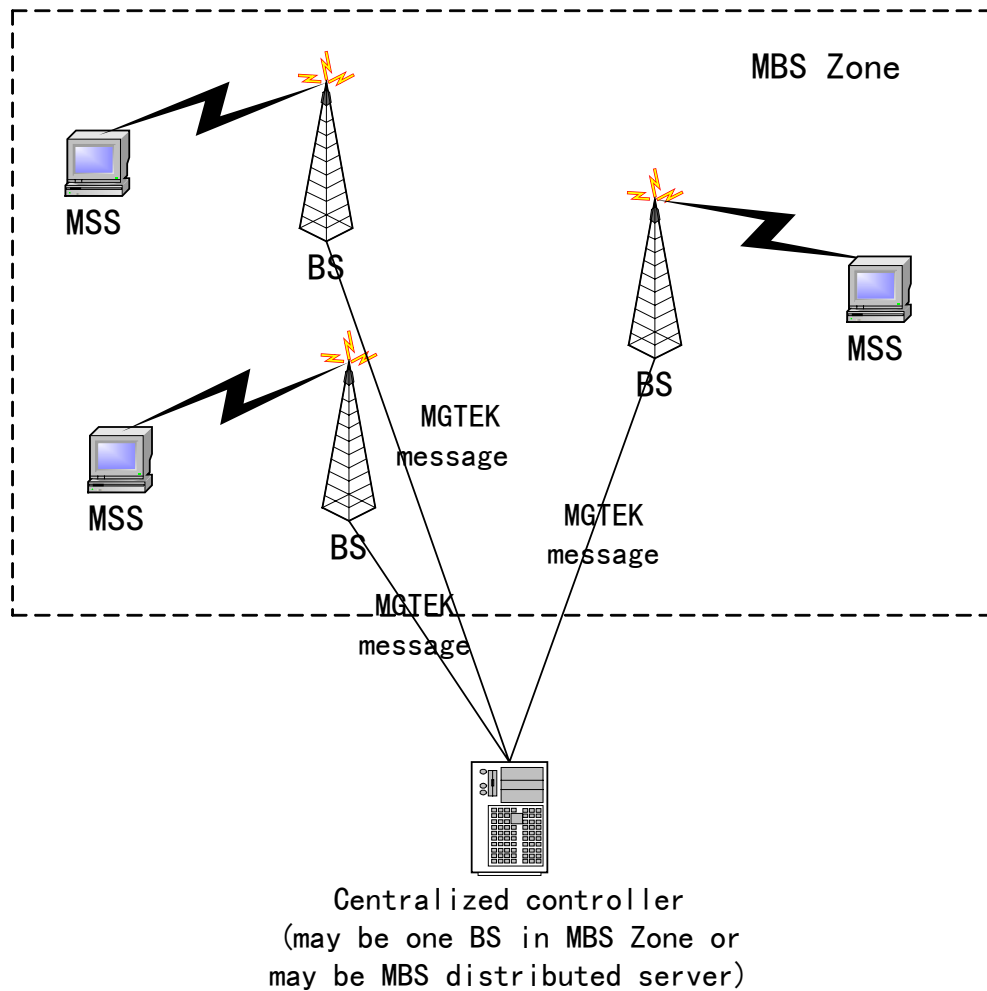 MBS Zone
MSS
BS
MSS
BS
MGTEK
message
MSS
BS
MGTEK
message
MGTEK
message
Centralized controller
(may be one BS in MBS Zone or
may be MBS distributed server)